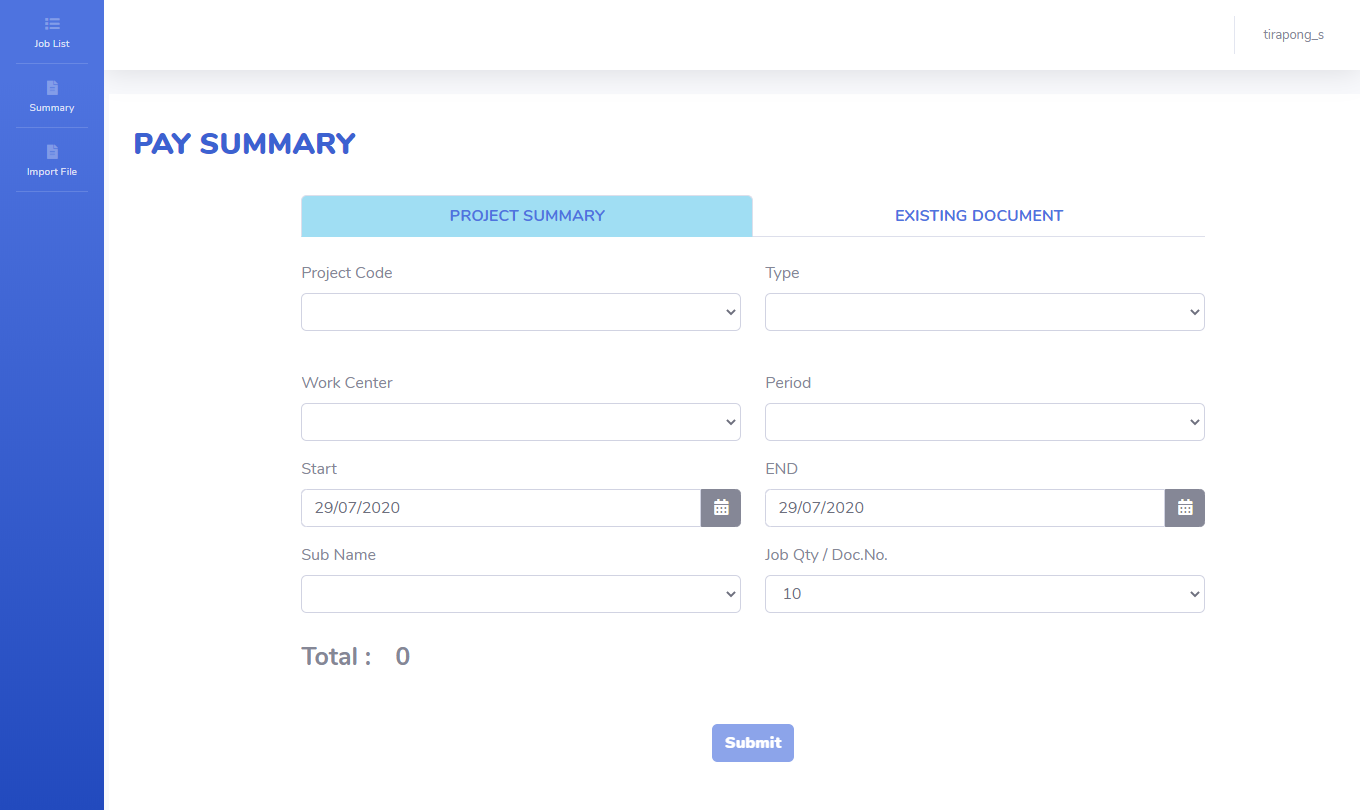 Job List
Summary
Import File
tirapong_s
PAY SUMMARY
PROJECT SUMMARY EXISTING DOCUMENT
Project Code Type
Work Center Period
Start END
29/07/2020 29/07/2020
Sub Name Job Qty / Doc.No.
10
Total : 0
Submit